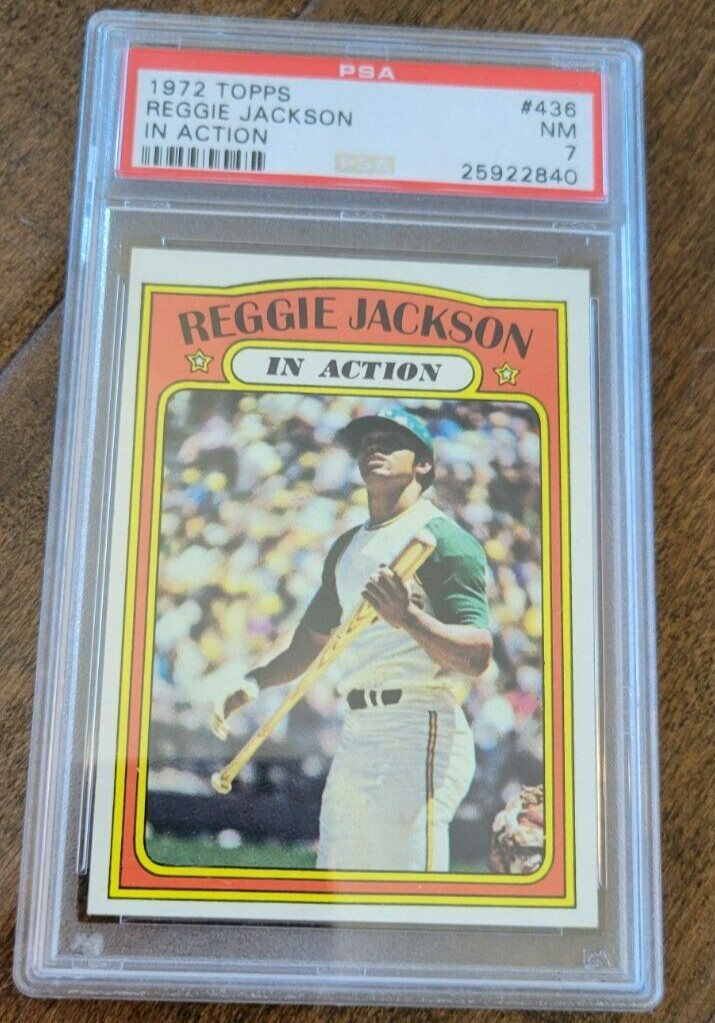 PSA
1972 TOPPS #436
REGGIE JACKSON NM
IN ACTION 7
PSA 25922840
REGGIE JACKSON
IN ACTION